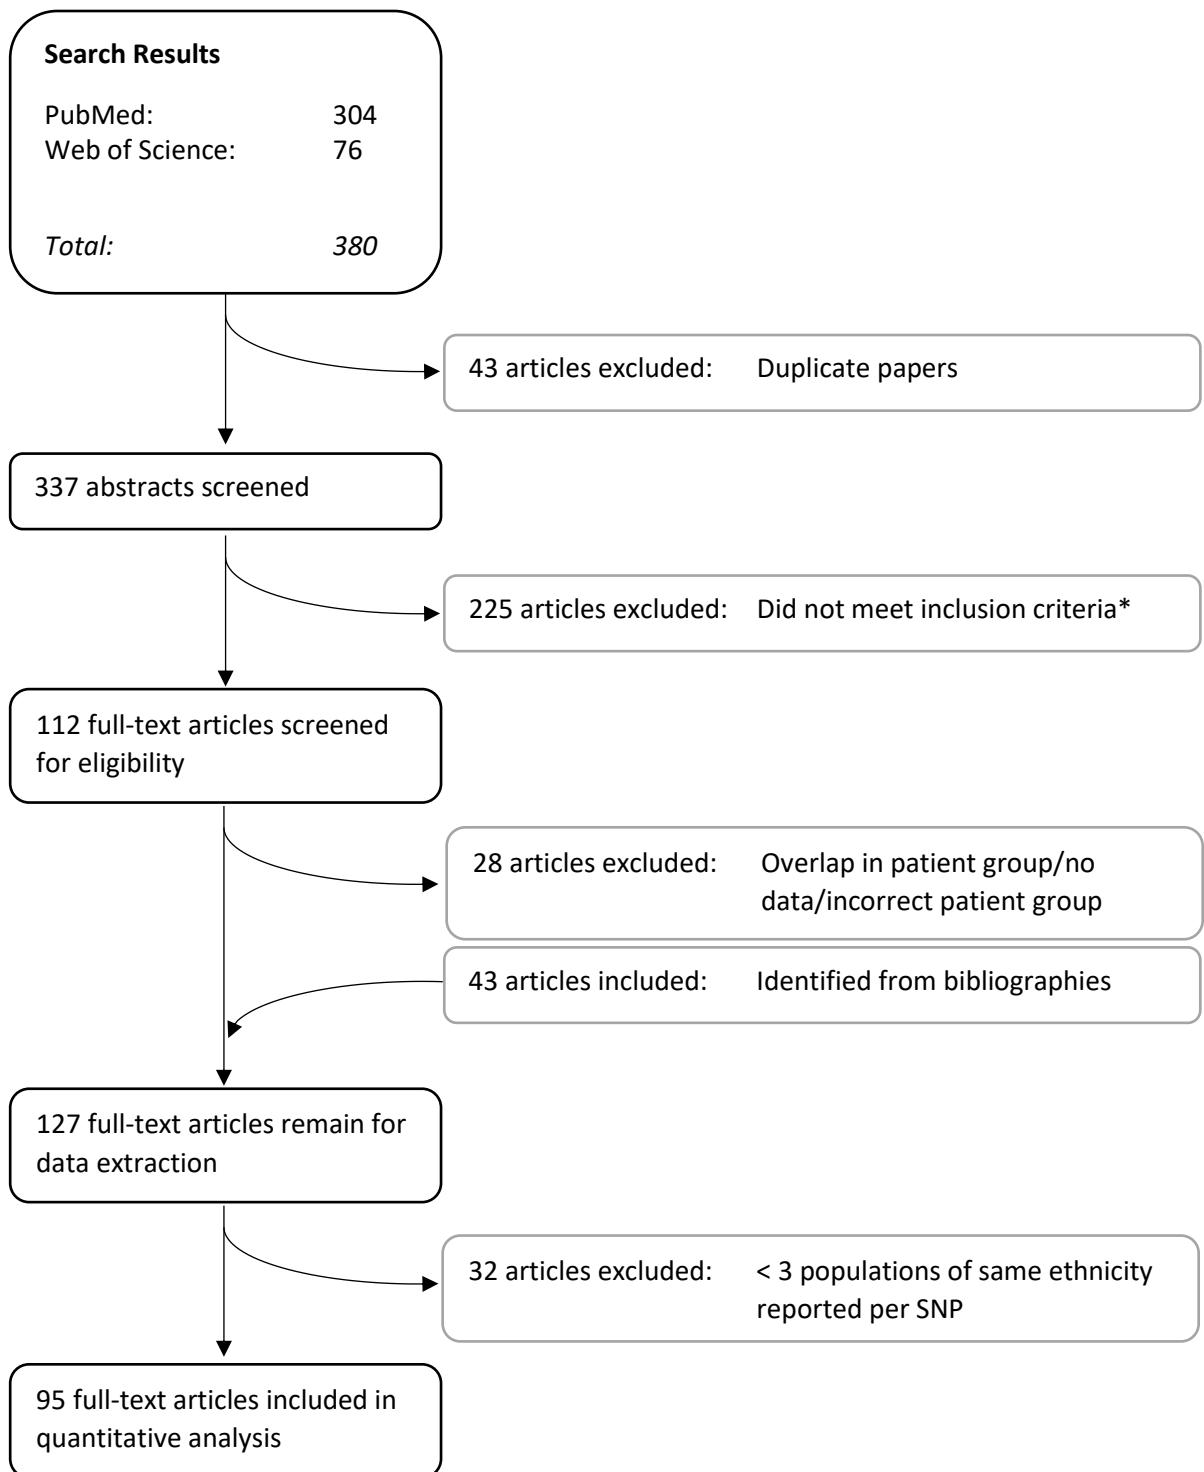 Search Results
PubMed: 304
Web of Science: 76
Total: 380
43 articles excluded: Duplicate papers
337 abstracts screened
225 articles excluded: Did not meet inclusion criteria*
112 full-text articles screened
for eligibility
28 articles excluded: Overlap in patient group/no
data/incorrect patient group
43 articles included: Identified from bibliographies
127 full-text articles remain for
data extraction
32 articles excluded: < 3 populations of same ethnicity
reported per SNP
95 full-text articles included in
quantitative analysis